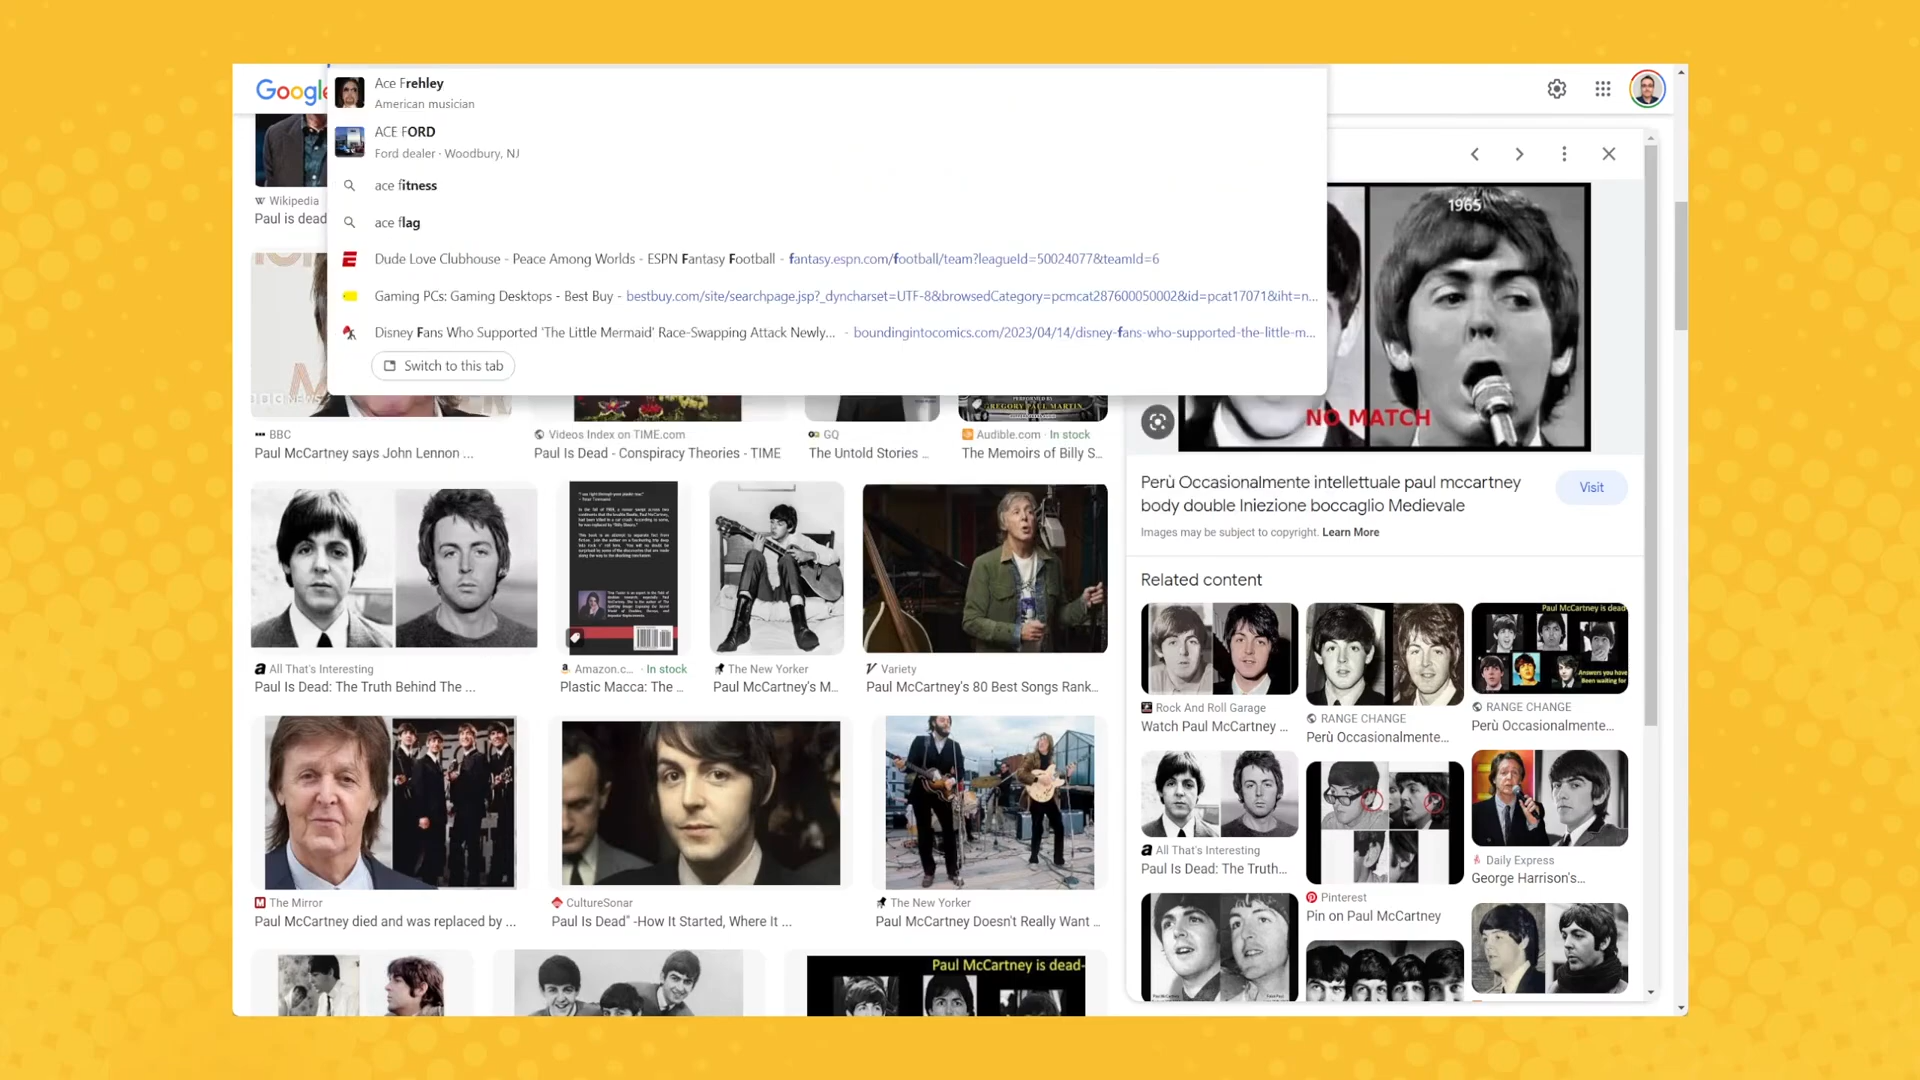 Google
Ace Frehley
American musician
ACE FORD
Ford dealer · Woodbury, NJ
ace fitness
ace flag
Dude Love Clubhouse - Peace Among Worlds - ESPN Fantasy Football - fantasy.espn.com/football/team?leagueId=50024077&teamId=6
Gaming PCs: Gaming Desktops - Best Buy - bestbuy.com/site/searchpage.jsp?_dyncharset=UTF-8&browsedCategory=pcmcat287600050002&id=pcat17071&iht=n...
Disney Fans Who Supported 'The Little Mermaid' Race-Swapping Attack Newly... - boundingintocomics.com/2023/04/14/disney-fans-who-supported-the-little-m...
Switch to this tab
Wikipedia
Paul is dead
BBC
Paul McCartney says John Lennon ...
Videos Index on TIME.com
Paul Is Dead - Conspiracy Theories - TIME
GQ
The Untold Stories ...
GREGORY PAUL MARTIN
Audible.com · In stock
The Memoirs of Billy S...
All That's Interesting
Paul Is Dead: The Truth Behind The ...
Amazon.c... · In stock
Plastic Macca: The ...
The New Yorker
Paul McCartney's M...
Variety
Paul McCartney's 80 Best Songs Rank...
The Mirror
Paul McCartney died and was replaced by ...
CultureSonar
Paul Is Dead" -How It Started, Where It ...
The New Yorker
Paul McCartney Doesn't Really Want ...
Paul McCartney is dead-
1965
NO MATCH
Perù Occasionalmente intellettuale paul mccartney
body double Iniezione boccaglio Medievale
Visit
Images may be subject to copyright. Learn More
Related content
Rock And Roll Garage
Watch Paul McCartney ...
RANGE CHANGE
Perù Occasionalmente...
Paul McCartney is dead
Answers you have
Been waiting for
RANGE CHANGE
Perù Occasionalmente...
All That's Interesting
Paul Is Dead: The Truth...
Pinterest
Pin on Paul McCartney
Daily Express
George Harrison's...